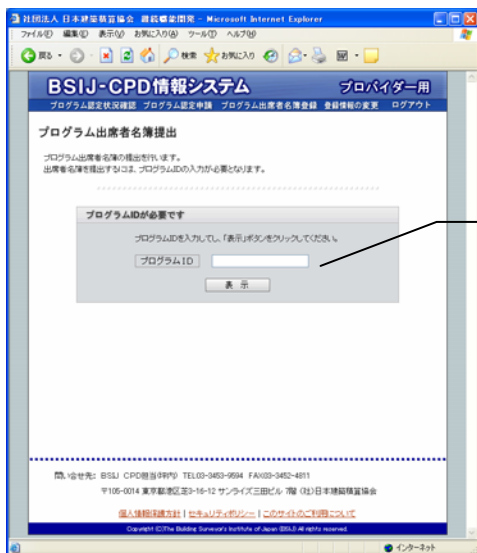 社団法人 日本建築積算協会 継続職能開発 - Microsoft Internet Explorer
ファイル(F) 編集(E) 表示(V) お気に入り(A) ツール(T) ヘルプ(H)
戻る 検索 お気に入り
BSIJ-CPD情報システム プロバイダー用
プログラム認定状況確認 プログラム認定申請 プログラム出席者名簿登録 登録情報の変更 ログアウト
プログラム出席者名簿提出
プログラム出席者名簿の提出を行います。
出席者名簿を提出するには、プログラムIDの入力が必要となります。
プログラムIDが必要です
プログラムIDを入力してし、「表示」ボタンをクリックしてください。
プログラムID
表 示
問い合せ先: BSIJ CPD担当 TEL03-3453-9594 FAX03-3452-4811
〒105-0014 東京都港区芝3-16-12 サンライズ三田ビル 7階 (社)日本建築積算協会
個人情報保護方針 | セキュリティポリシー | このサイトのご利用について
Copyright (C)The Building Surveyor's Institute of Japan (BSIJ) All rights reserved.
インターネット